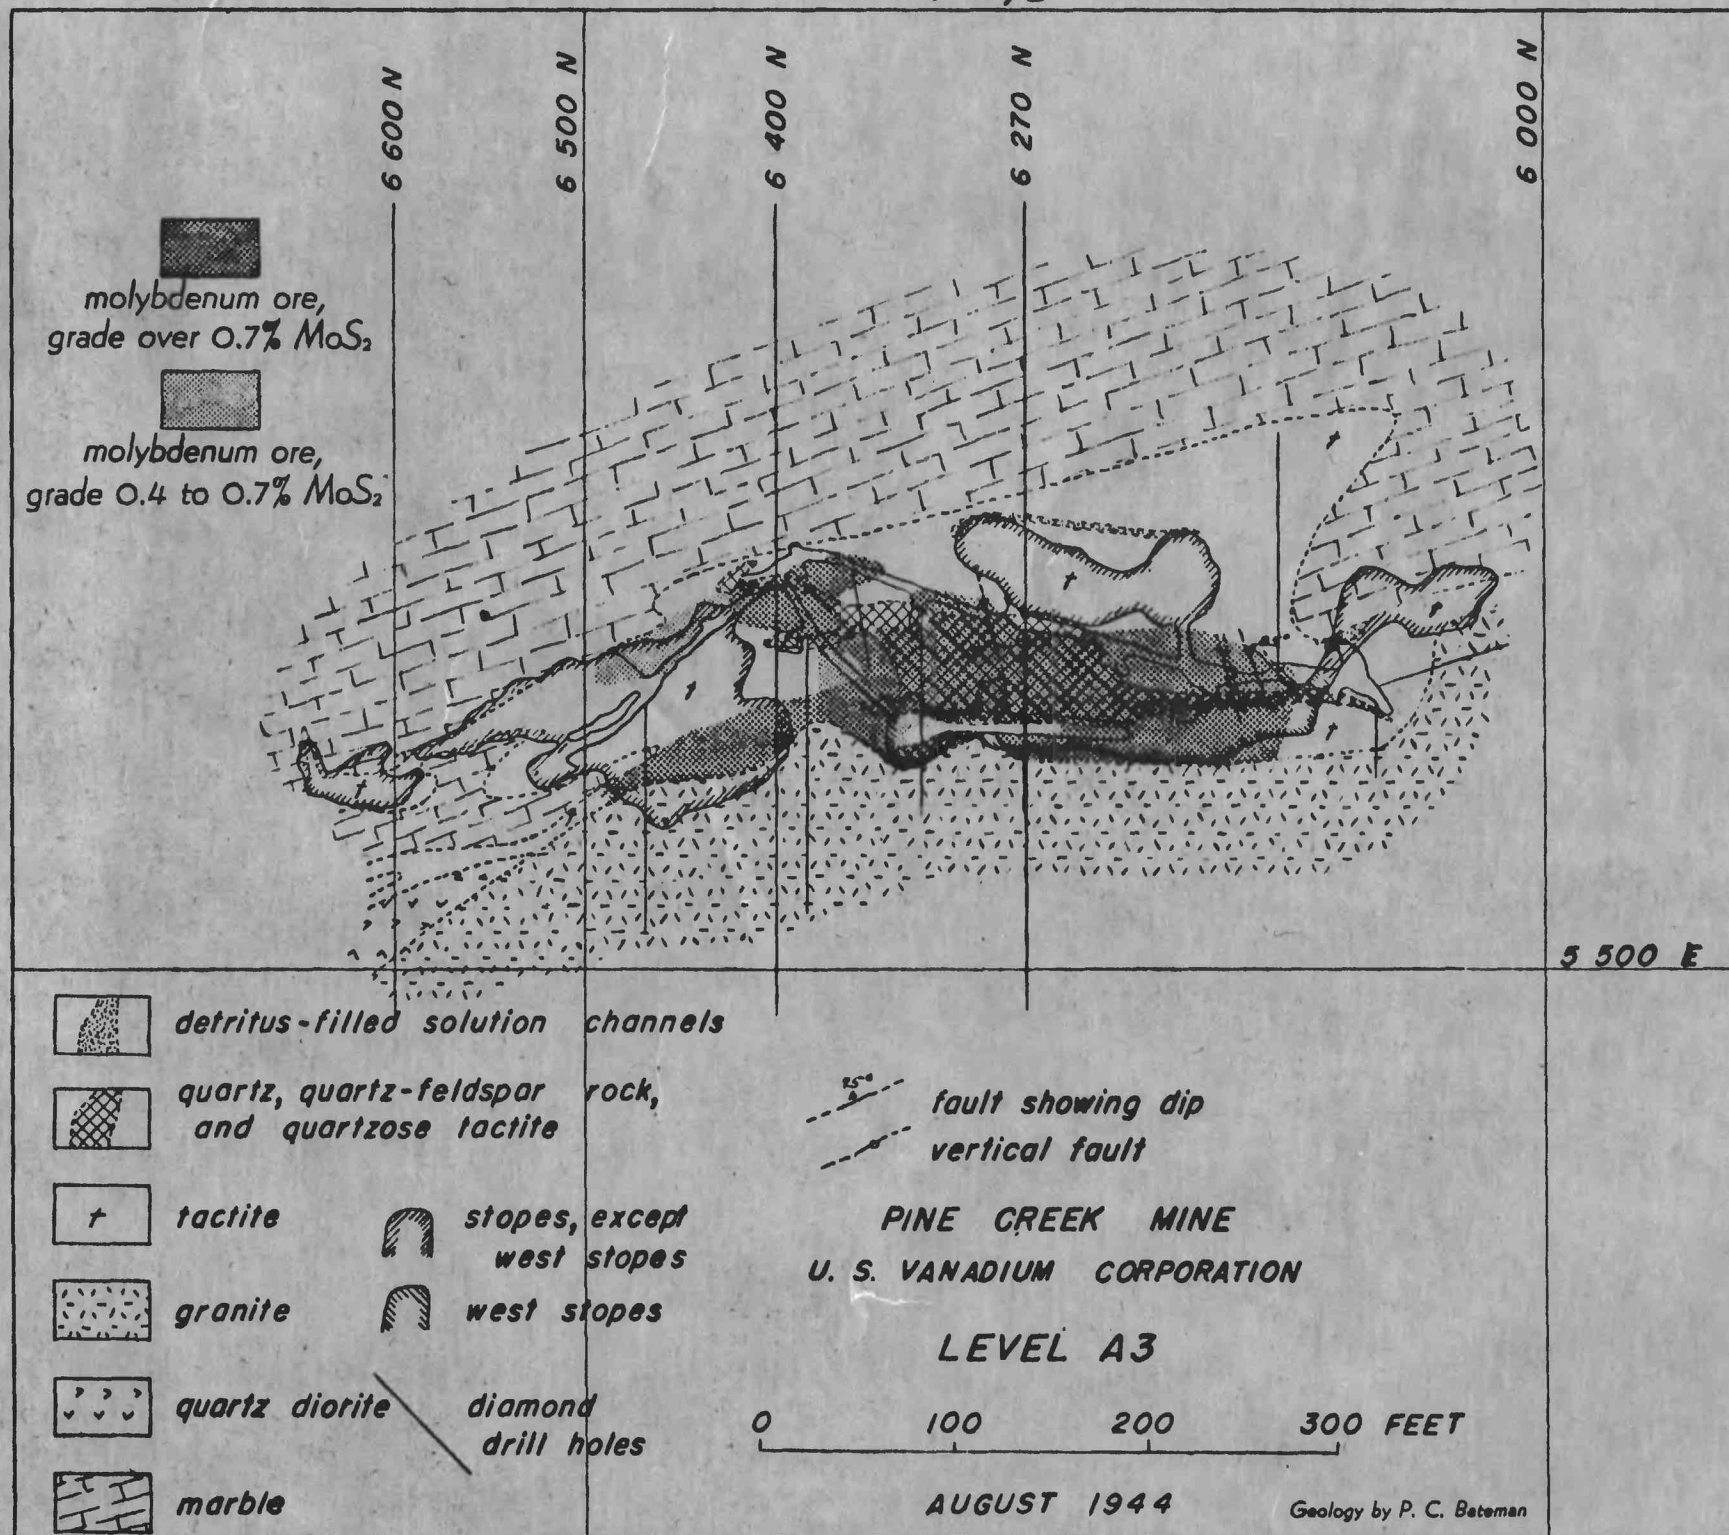 6 600 N
6 500 N
6 400 N
6 270 N
6 000 N
molybdenum ore,
grade over 0.7% MoS₂
molybdenum ore,
grade 0.4 to 0.7% MoS₂
5 500 E
detritus-filled solution channels
quartz, quartz-feldspar rock,
and quartzose tactite
tactite
stopes, except
west stopes
granite
west stopes
quartz diorite
diamond
drill holes
marble
fault showing dip
vertical fault
PINE CREEK MINE
U. S. VANADIUM CORPORATION
LEVEL A3
0 100 200 300 FEET
AUGUST 1944
Geology by P. C. Bateman